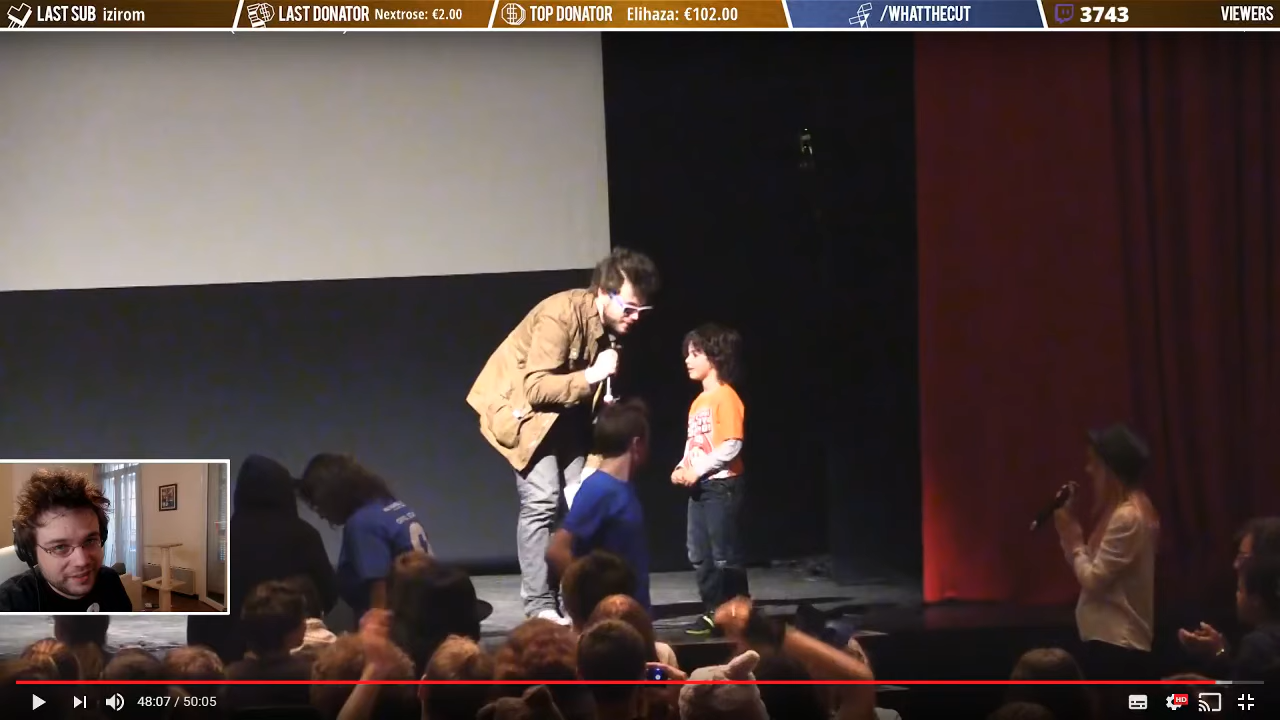 LAST SUB izirom
LAST DONATOR Nextrose: €2.00
TOP DONATOR Elihaza: €102.00
/WHATTHECUT
3743 VIEWERS
48:07 / 50:05
HD